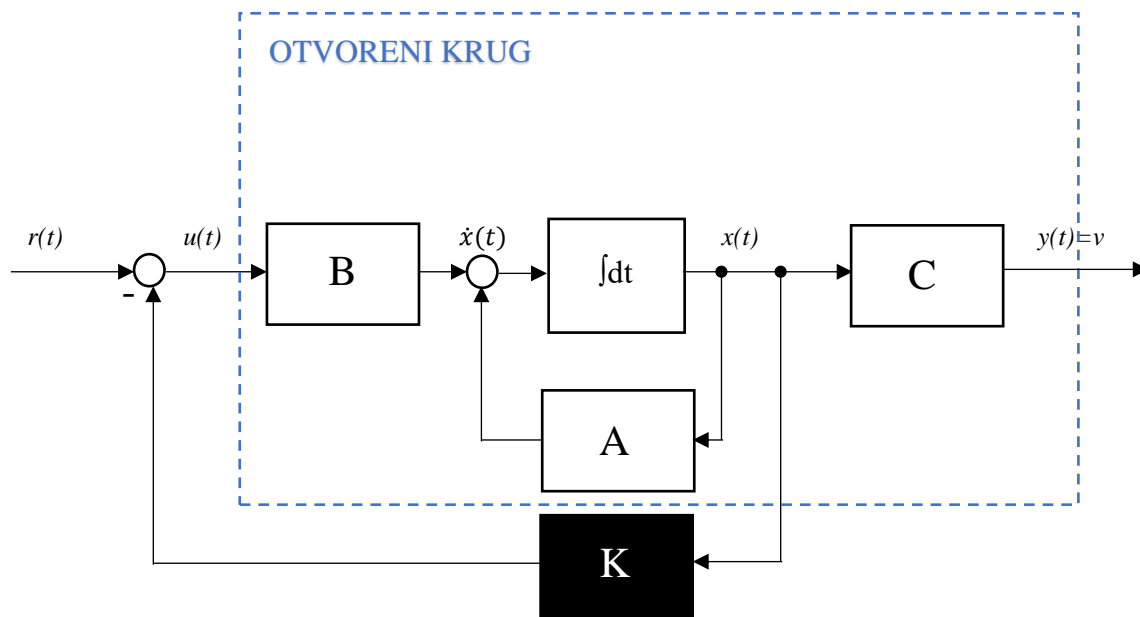 OTVORENI KRUG
r(t)
u(t)
ẋ(t)
x(t)
y(t)=v
B
∫dt
C
-
A
K